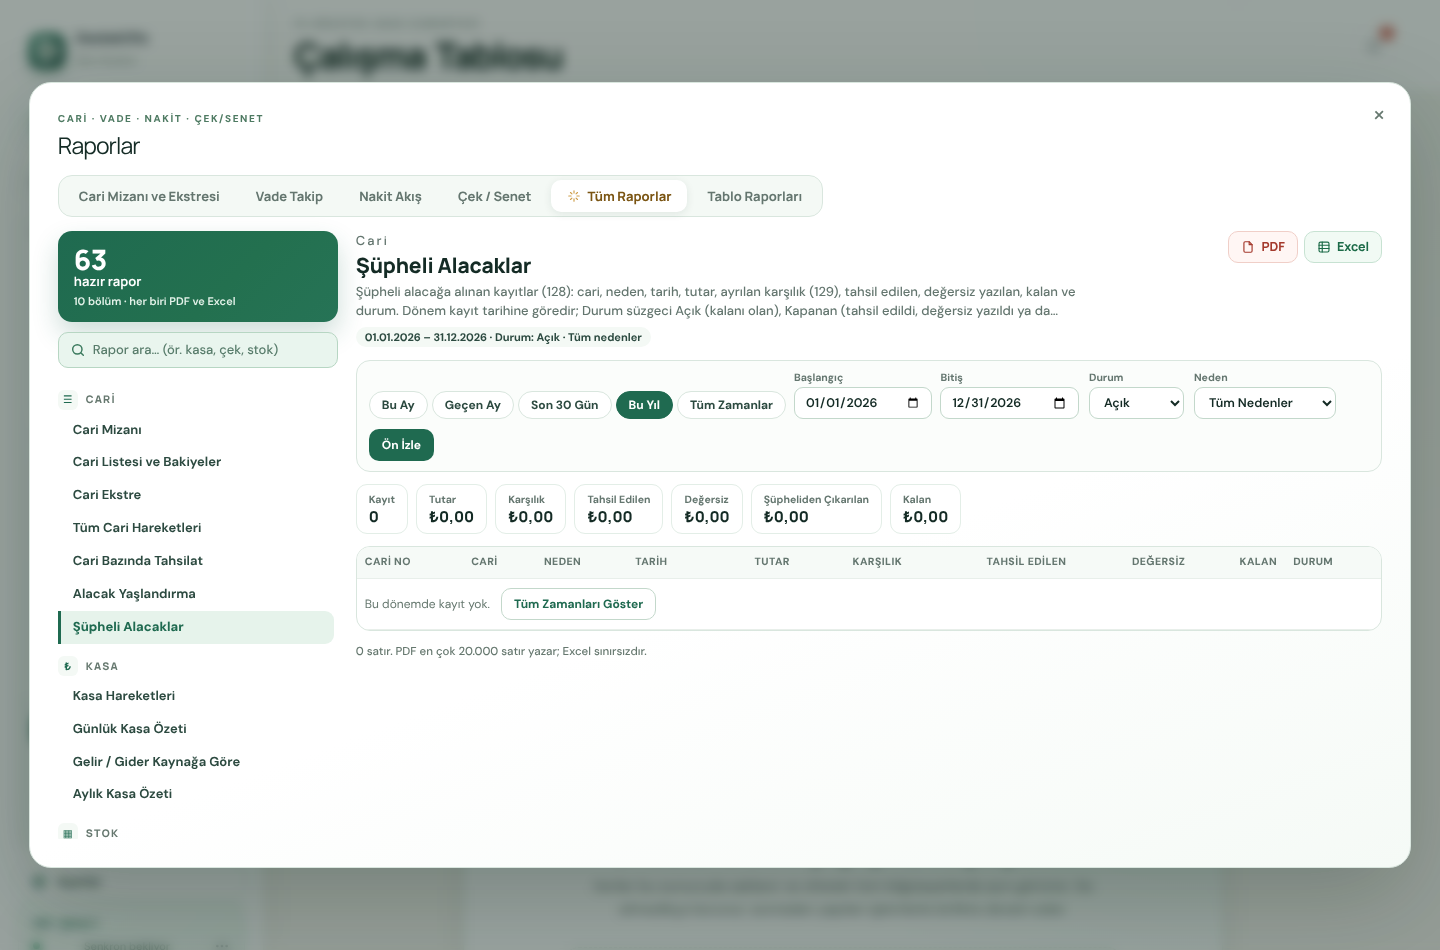 Çalışma Tablosu
CARİ · VADE · NAKİT · ÇEK/SENET
×
Raporlar
Cari Mizanı ve Ekstresi
Vade Takip
Nakit Akış
Çek / Senet
Tüm Raporlar
Tablo Raporları
63
hazır rapor
10 bölüm · her biri PDF ve Excel
Rapor ara... (ör. kasa, çek, stok)
☰ CARİ
Cari Mizanı
Cari Listesi ve Bakiyeler
Cari Ekstre
Tüm Cari Hareketleri
Cari Bazında Tahsilat
Alacak Yaşlandırma
Şüpheli Alacaklar
₺ KASA
Kasa Hareketleri
Günlük Kasa Özeti
Gelir / Gider Kaynağa Göre
Aylık Kasa Özeti
▦ STOK
Cari
Şüpheli Alacaklar
PDF
Excel
Şüpheli alacağa alınan kayıtlar (128): cari, neden, tarih, tutar, ayrılan karşılık (129), tahsil edilen, değersiz yazılan, kalan ve
durum. Dönem kayıt tarihine göredir; Durum süzgeci Açık (kalanı olan), Kapanan (tahsil edildi, değersiz yazıldı ya da...
01.01.2026 – 31.12.2026 · Durum: Açık · Tüm nedenler
Bu Ay
Geçen Ay
Son 30 Gün
Bu Yıl
Tüm Zamanlar
Başlangıç
01/01/2026
Bitiş
12/31/2026
Durum
Açık
Neden
Tüm Nedenler
Ön İzle
Kayıt
0
Tutar
₺0,00
Karşılık
₺0,00
Tahsil Edilen
₺0,00
Değersiz
₺0,00
Şüpheliden Çıkarılan
₺0,00
Kalan
₺0,00
CARİ NO CARİ NEDEN TARİH TUTAR KARŞILIK TAHSİL EDİLEN DEĞERSİZ KALAN DURUM
Bu dönemde kayıt yok. Tüm Zamanları Göster
0 satır. PDF en çok 20.000 satır yazar; Excel sınırsızdır.